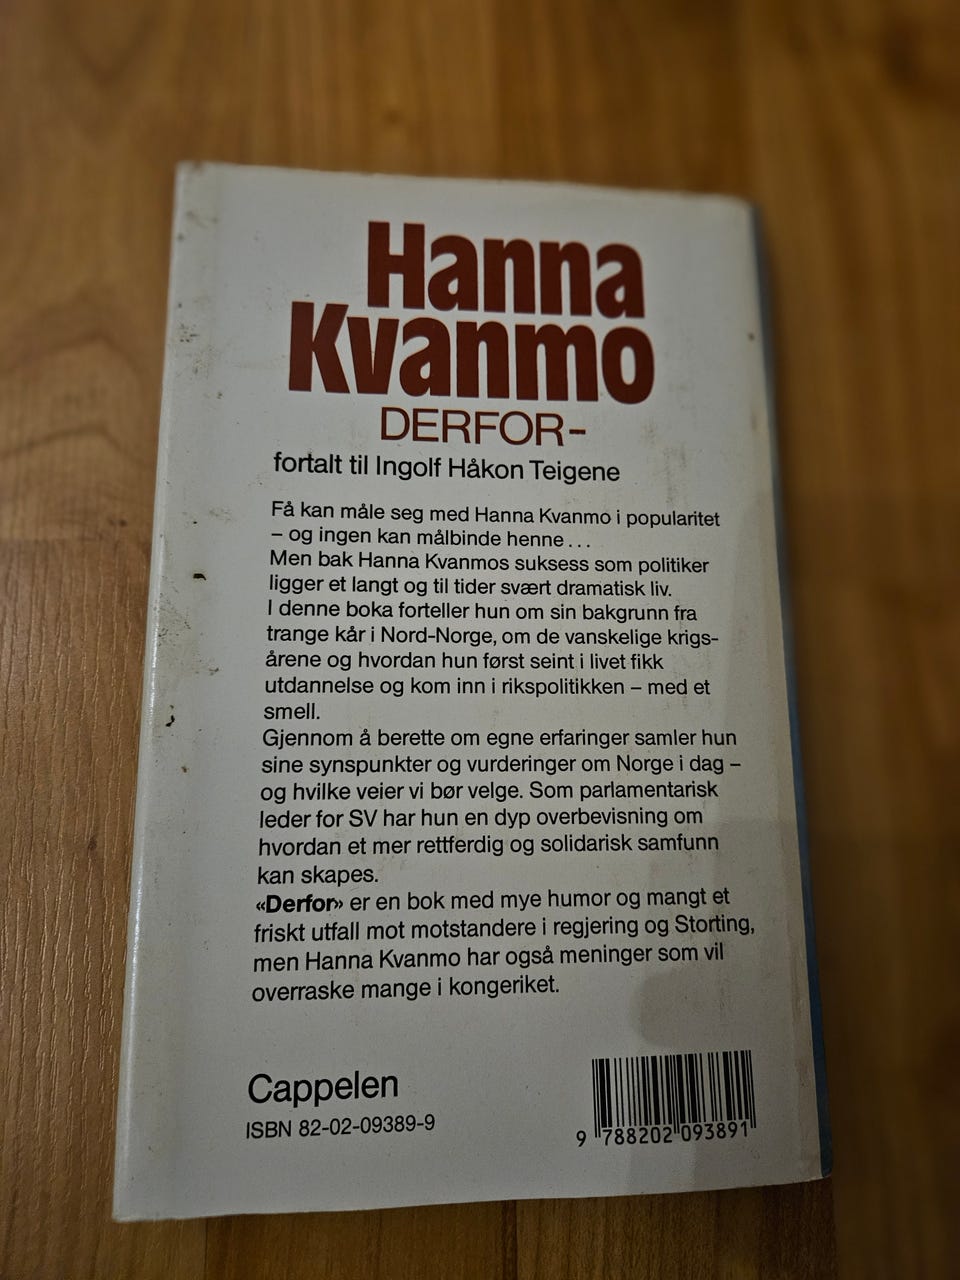 Hanna
Kvanmo
DERFOR-
fortalt til Ingolf Håkon Teigene
Få kan måle seg med Hanna Kvanmo i popularitet
– og ingen kan målbinde henne . . .
Men bak Hanna Kvanmos suksess som politiker
ligger et langt og til tider svært dramatisk liv.
I denne boka forteller hun om sin bakgrunn fra
trange kår i Nord-Norge, om de vanskelige krigs-
årene og hvordan hun først seint i livet fikk
utdannelse og kom inn i rikspolitikken – med et
smell.
Gjennom å berette om egne erfaringer samler hun
sine synspunkter og vurderinger om Norge i dag –
og hvilke veier vi bør velge. Som parlamentarisk
leder for SV har hun en dyp overbevisning om
hvordan et mer rettferdig og solidarisk samfunn
kan skapes.
«Derfor» er en bok med mye humor og mangt et
friskt utfall mot motstandere i regjering og Storting,
men Hanna Kvanmo har også meninger som vil
overraske mange i kongeriket.
Cappelen
ISBN 82-02-09389-9
9 788202 093891